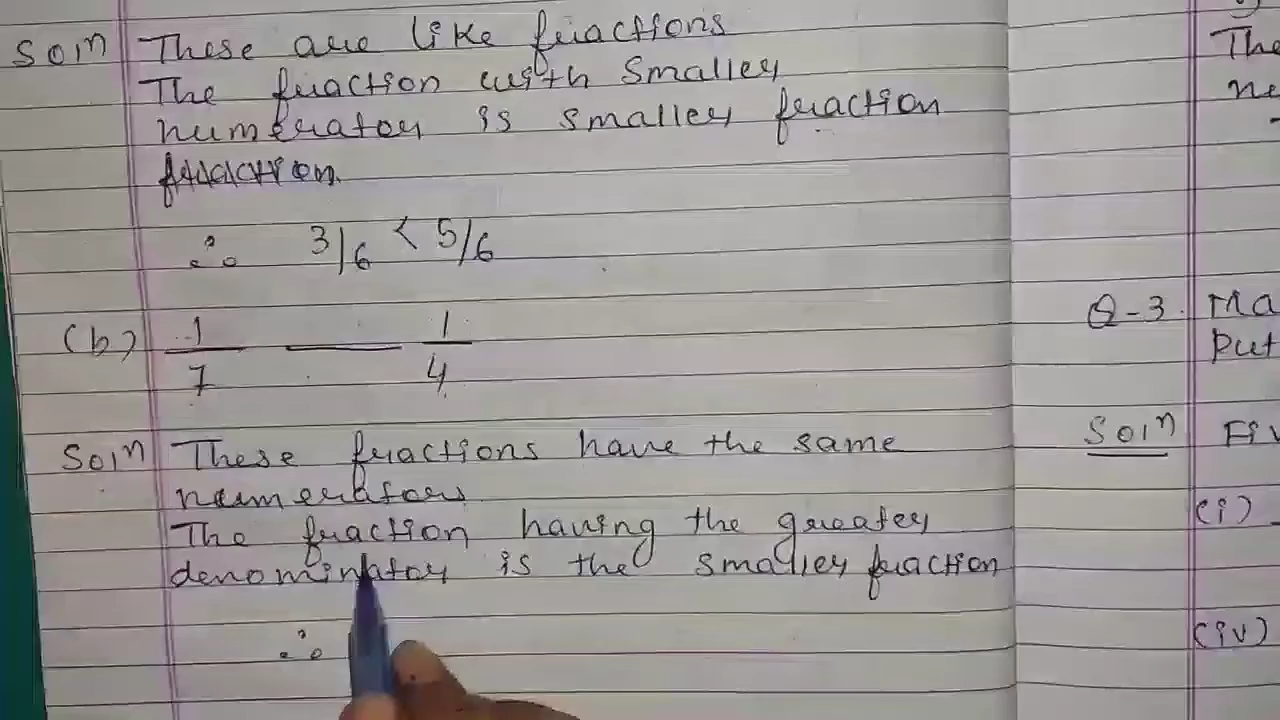 Soln These are like fractions
The fraction with smaller
numerator is smaller fraction
fraction.
∴ 3/6 < 5/6
(b) 1/7 ___ 1/4
Soln These fractions have the same
numerators
The fraction having the greater
denominator is the smaller fraction
∴
The
ne
Q-3. Ma
Put
Soln Fiv
(i)
(iv)